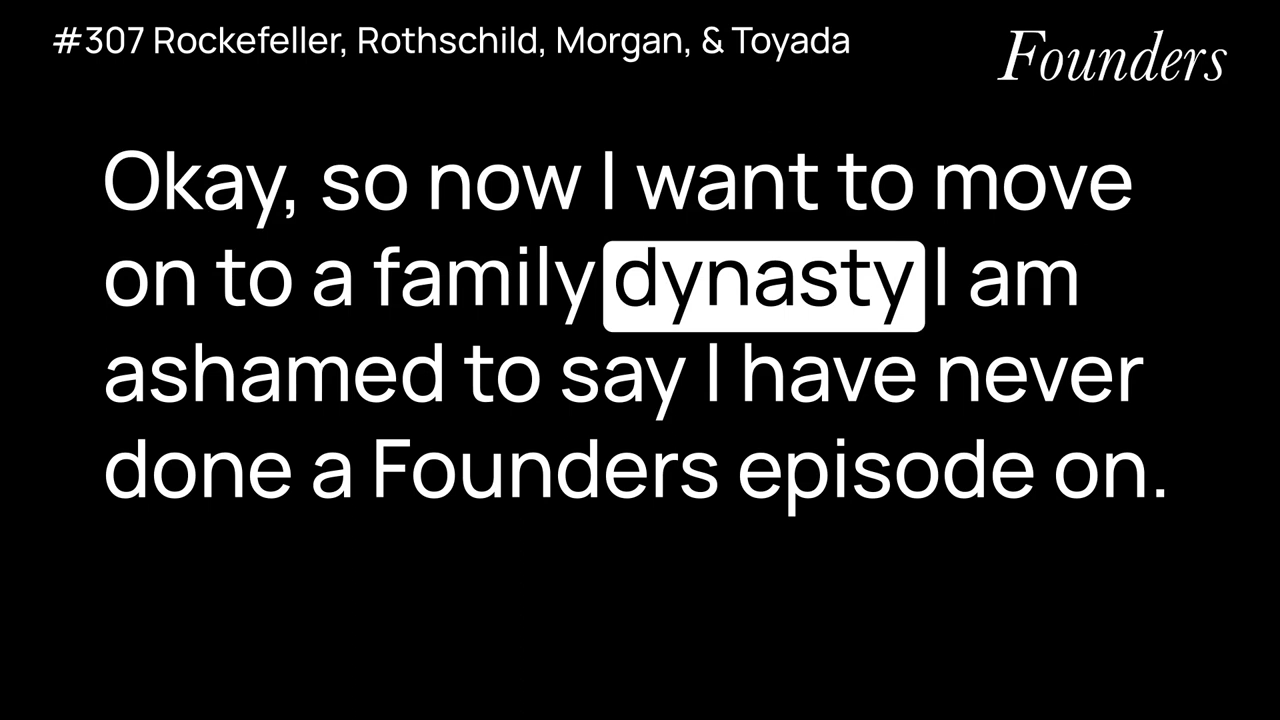 #307 Rockefeller, Rothschild, Morgan, & Toyada
Founders
Okay, so now I want to move
on to a family dynasty I am
ashamed to say I have never
done a Founders episode on.